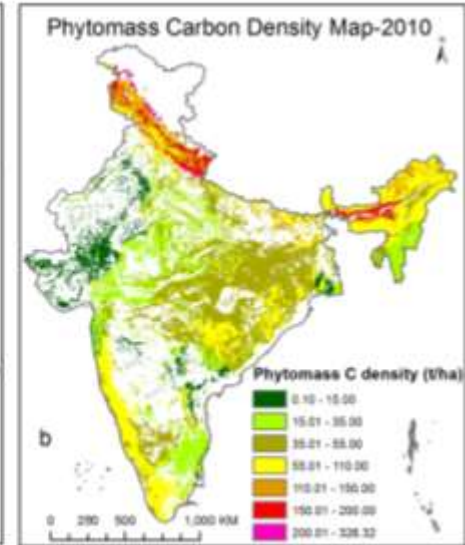 Phytomass Carbon Density Map-2010
Phytomass C density (t/ha)
0.10 - 15.00
15.01 - 35.00
35.01 - 55.00
55.01 - 110.00
110.01 - 150.00
150.01 - 200.00
200.01 - 328.32
b
0 250 500 1,000 KM